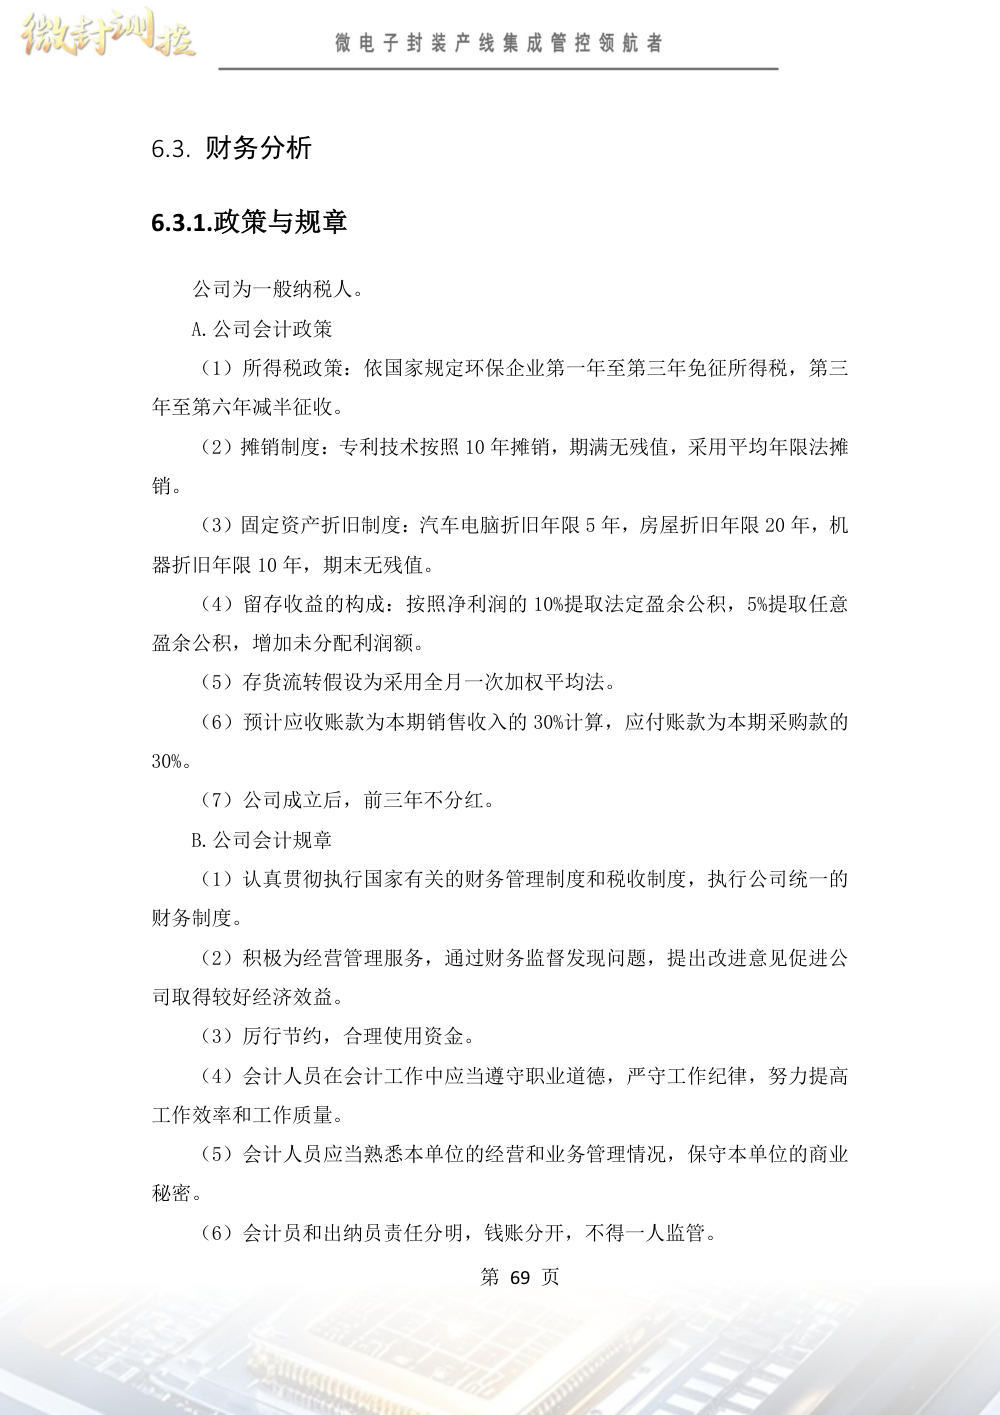 微封训控
微电子封装产线集成管控领航者
6.3. 财务分析
6.3.1.政策与规章
公司为一般纳税人。
A.公司会计政策
（1）所得税政策：依国家规定环保企业第一年至第三年免征所得税，第三
年至第六年减半征收。
（2）摊销制度：专利技术按照 10 年摊销，期满无残值，采用平均年限法摊
销。
（3）固定资产折旧制度：汽车电脑折旧年限 5 年，房屋折旧年限 20 年，机
器折旧年限 10 年，期末无残值。
（4）留存收益的构成：按照净利润的 10%提取法定盈余公积，5%提取任意
盈余公积，增加未分配利润额。
（5）存货流转假设为采用全月一次加权平均法。
（6）预计应收账款为本期销售收入的 30%计算，应付账款为本期采购款的
30%。
（7）公司成立后，前三年不分红。
B.公司会计规章
（1）认真贯彻执行国家有关的财务管理制度和税收制度，执行公司统一的
财务制度。
（2）积极为经营管理服务，通过财务监督发现问题，提出改进意见促进公
司取得较好经济效益。
（3）厉行节约，合理使用资金。
（4）会计人员在会计工作中应当遵守职业道德，严守工作纪律，努力提高
工作效率和工作质量。
（5）会计人员应当熟悉本单位的经营和业务管理情况，保守本单位的商业
秘密。
（6）会计员和出纳员责任分明，钱账分开，不得一人监管。
第 69 页